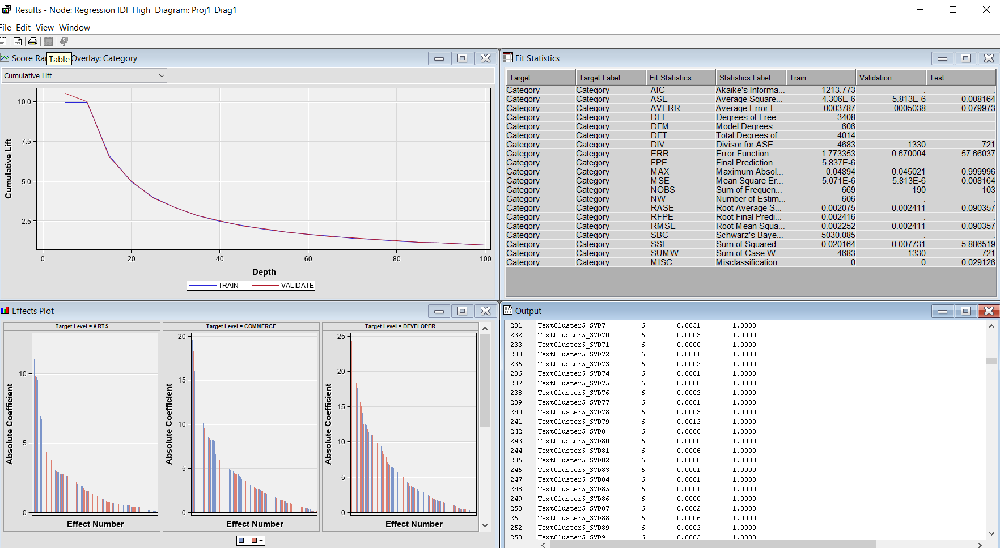 Results - Node: Regression IDF High  Diagram: Proj1_Diag1
File Edit View Window
Score Ra Table Overlay: Category
Cumulative Lift
10.0
7.5
5.0
2.5
Cumulative Lift
0 20 40 60 80 100
Depth
TRAIN VALIDATE
Fit Statistics
Target Target Label Fit Statistics Statistics Label Train Validation Test
Category Category AIC Akaike's Informa... 1213.773 . .
Category Category ASE Average Square... 4.306E-6 5.813E-6 0.008164
Category Category AVERR Average Error F... .0003787 .0005038 0.079973
Category Category DFE Degrees of Free... 3408 . .
Category Category DFM Model Degrees ... 606 . .
Category Category DFT Total Degrees of... 4014 . .
Category Category DIV Divisor for ASE 4683 1330 721
Category Category ERR Error Function 1.773353 0.670004 57.66037
Category Category FPE Final Prediction ... 5.837E-6 . .
Category Category MAX Maximum Absol... 0.04894 0.045021 0.999996
Category Category MSE Mean Square Er... 5.071E-6 5.813E-6 0.008164
Category Category NOBS Sum of Frequen... 669 190 103
Category Category NW Number of Estim... 606 . .
Category Category RASE Root Average S... 0.002075 0.002411 0.090357
Category Category RFPE Root Final Predi... 0.002416 . .
Category Category RMSE Root Mean Squa... 0.002252 0.002411 0.090357
Category Category SBC Schwarz's Baye... 5030.085 . .
Category Category SSE Sum of Squared ... 0.020164 0.007731 5.886519
Category Category SUMW Sum of Case W... 4683 1330 721
Category Category MISC Misclassification... 0 0 0.029126
Effects Plot
Target Level = ARTS
10
5
0
Absolute Coefficient
Effect Number
Target Level = COMMERCE
20
15
10
5
0
Absolute Coefficient
Effect Number
Target Level = DEVELOPER
25
20
15
10
5
0
Absolute Coefficient
Effect Number
- +
Output
231 TextCluster5_SVD7 6 0.0031 1.0000
232 TextCluster5_SVD70 6 0.0003 1.0000
233 TextCluster5_SVD71 6 0.0000 1.0000
234 TextCluster5_SVD72 6 0.0011 1.0000
235 TextCluster5_SVD73 6 0.0002 1.0000
236 TextCluster5_SVD74 6 0.0001 1.0000
237 TextCluster5_SVD75 6 0.0000 1.0000
238 TextCluster5_SVD76 6 0.0002 1.0000
239 TextCluster5_SVD77 6 0.0001 1.0000
240 TextCluster5_SVD78 6 0.0003 1.0000
241 TextCluster5_SVD79 6 0.0012 1.0000
242 TextCluster5_SVD8 6 0.0000 1.0000
243 TextCluster5_SVD80 6 0.0000 1.0000
244 TextCluster5_SVD81 6 0.0006 1.0000
245 TextCluster5_SVD82 6 0.0000 1.0000
246 TextCluster5_SVD83 6 0.0001 1.0000
247 TextCluster5_SVD84 6 0.0001 1.0000
248 TextCluster5_SVD85 6 0.0001 1.0000
249 TextCluster5_SVD86 6 0.0000 1.0000
250 TextCluster5_SVD87 6 0.0002 1.0000
251 TextCluster5_SVD88 6 0.0006 1.0000
252 TextCluster5_SVD89 6 0.0002 1.0000
253 TextCluster5_SVD9 6 0.0005 1.0000